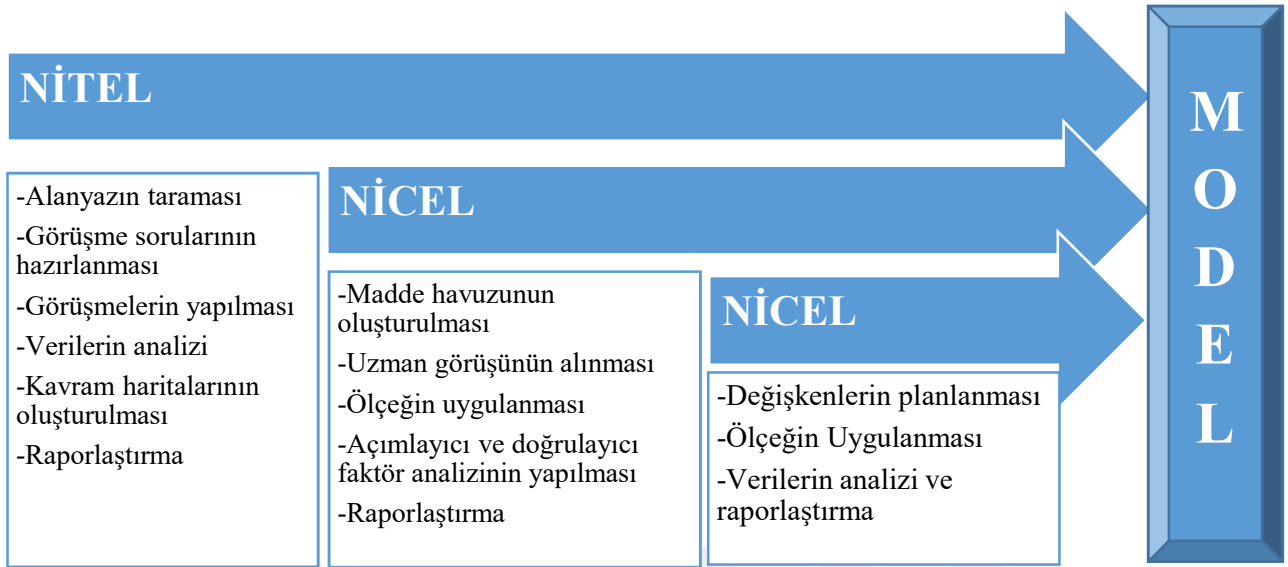 NİTEL
-Alanyazın taraması
-Görüşme sorularının
hazırlanması
-Görüşmelerin yapılması
-Verilerin analizi
-Kavram haritalarının
oluşturulması
-Raporlaştırma
NİCEL
-Madde havuzunun
oluşturulması
-Uzman görüşünün alınması
-Ölçeğin uygulanması
-Açımlayıcı ve doğrulayıcı
faktör analizinin yapılması
-Raporlaştırma
NİCEL
-Değişkenlerin planlanması
-Ölçeğin Uygulanması
-Verilerin analizi ve
raporlaştırma
M
O
D
E
L